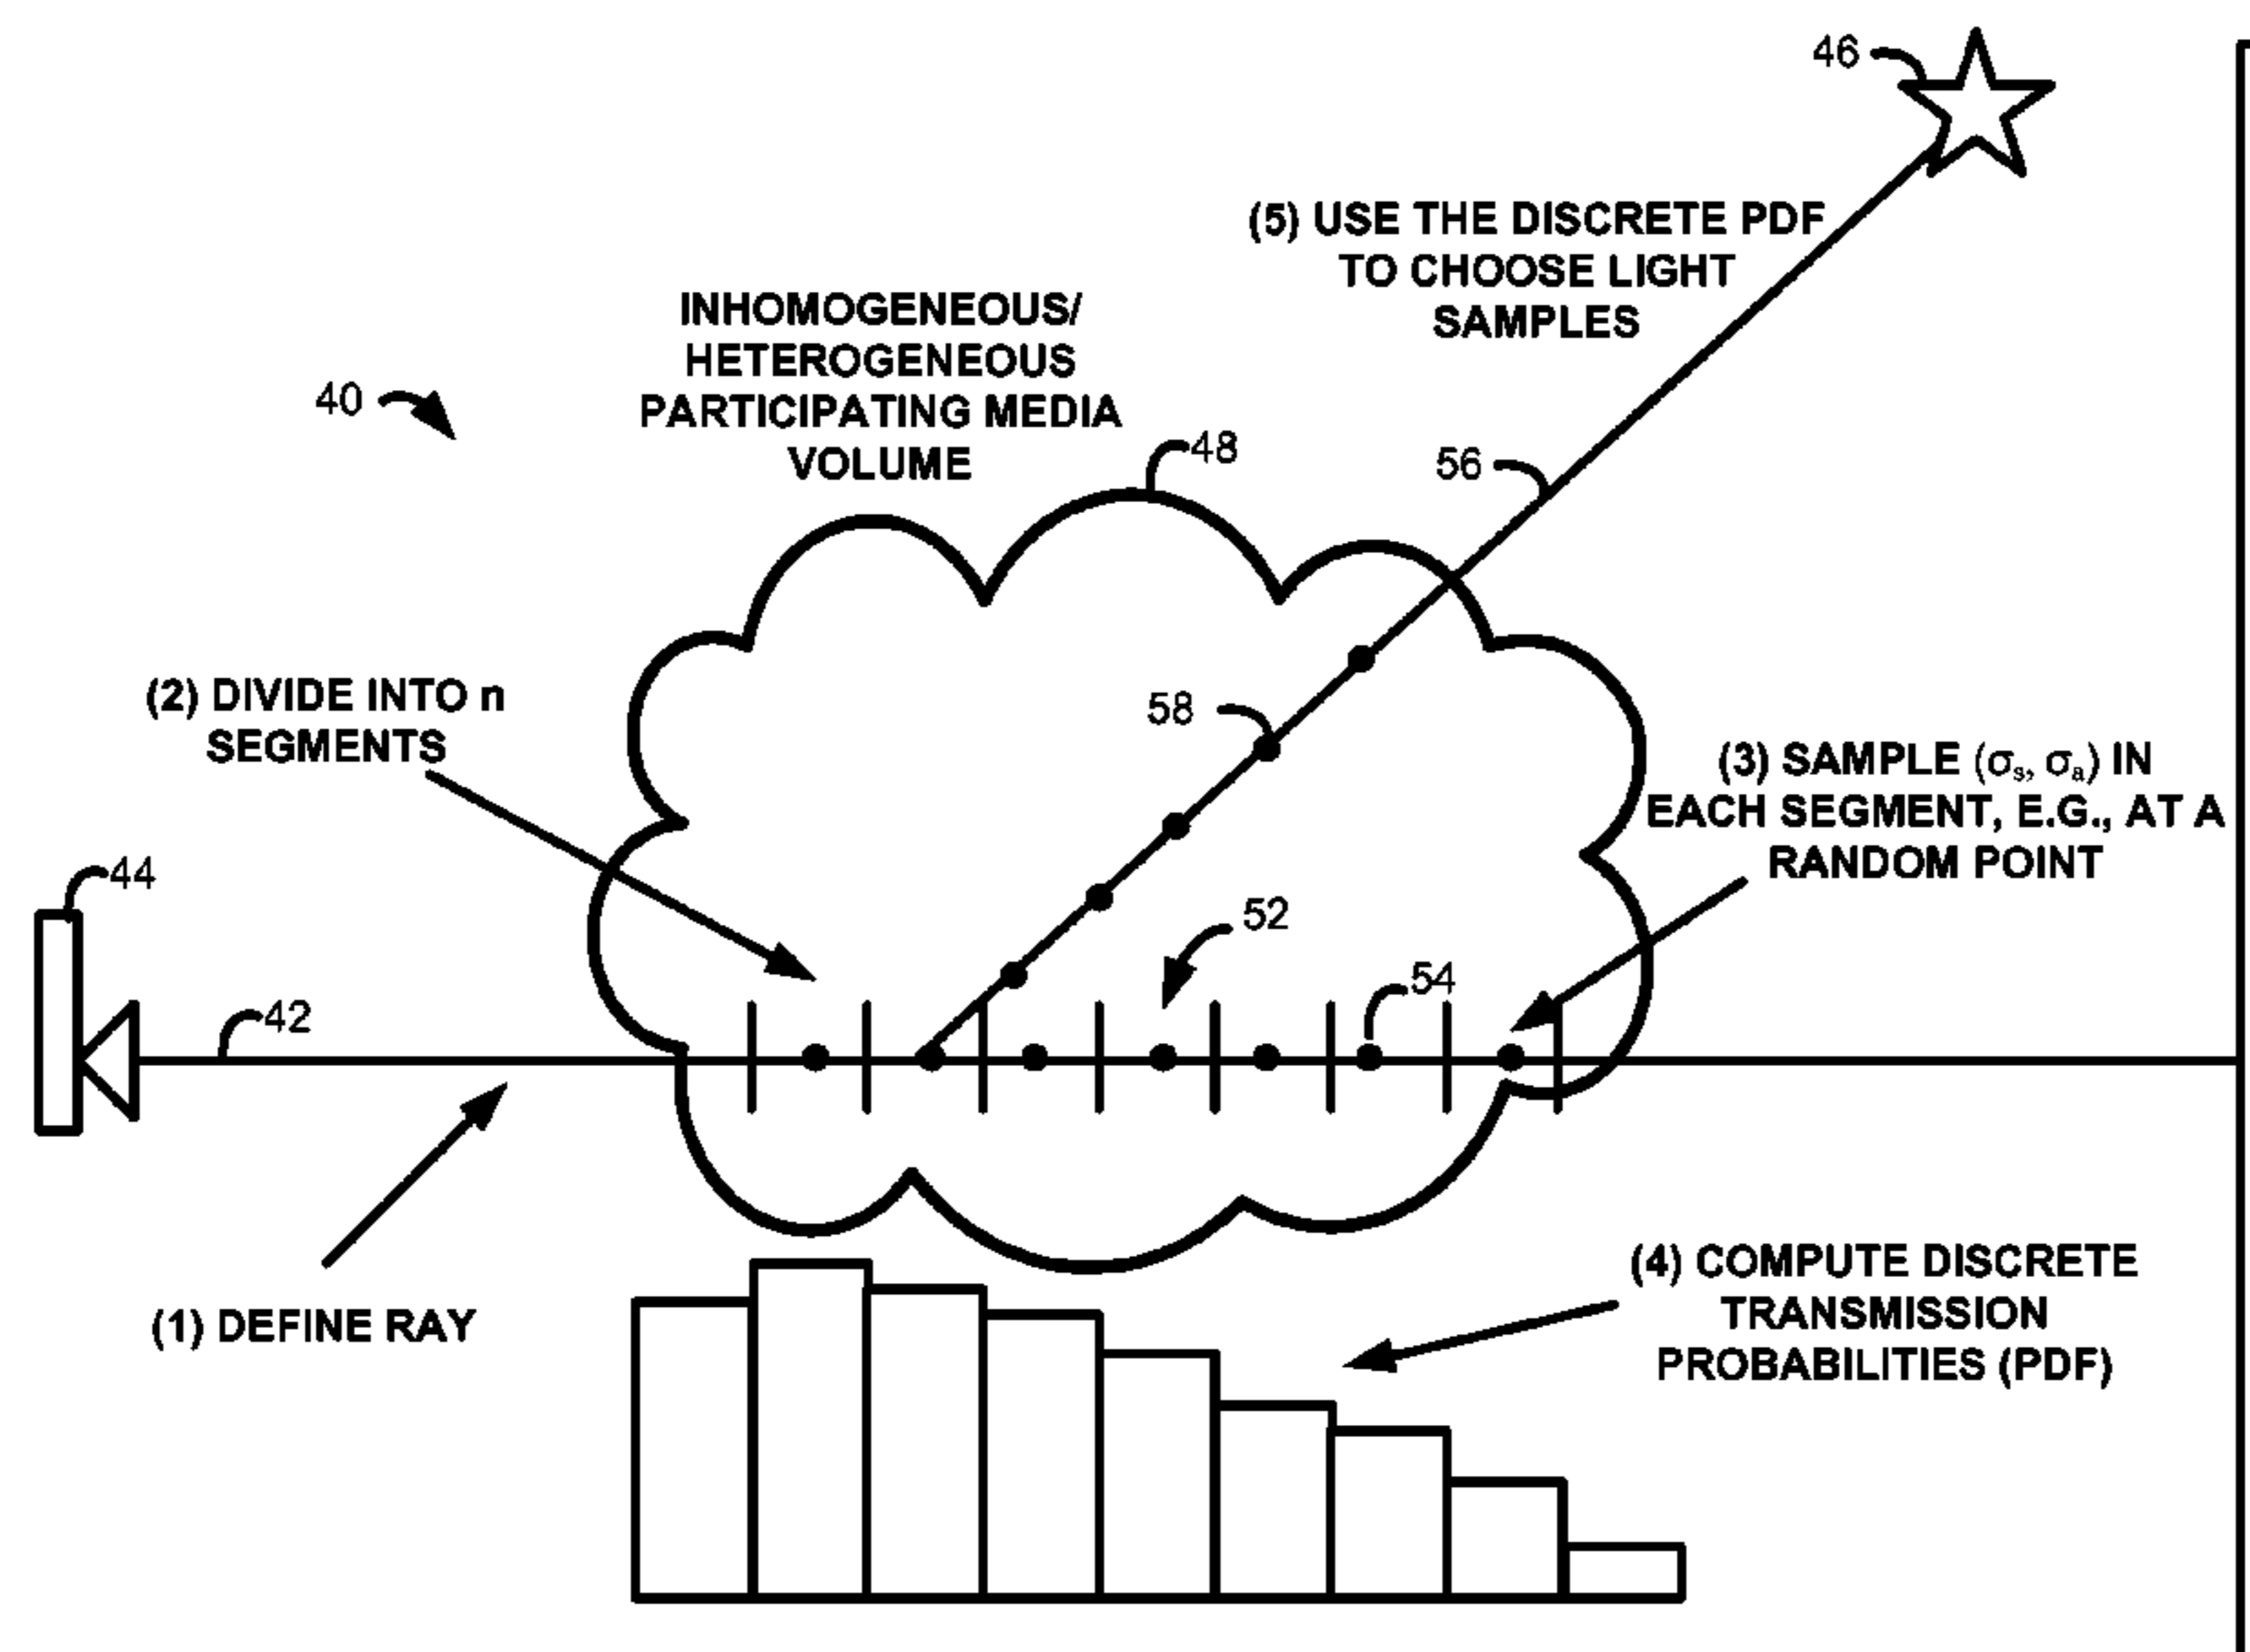 46
(5) USE THE DISCRETE PDF
TO CHOOSE LIGHT
SAMPLES
INHOMOGENEOUS/
HETEROGENEOUS
PARTICIPATING MEDIA
VOLUME
40
48
56
(2) DIVIDE INTO n
SEGMENTS
58
(3) SAMPLE (σs, σa) IN
EACH SEGMENT, E.G., AT A
RANDOM POINT
44
52
54
42
(1) DEFINE RAY
(4) COMPUTE DISCRETE
TRANSMISSION
PROBABILITIES (PDF)